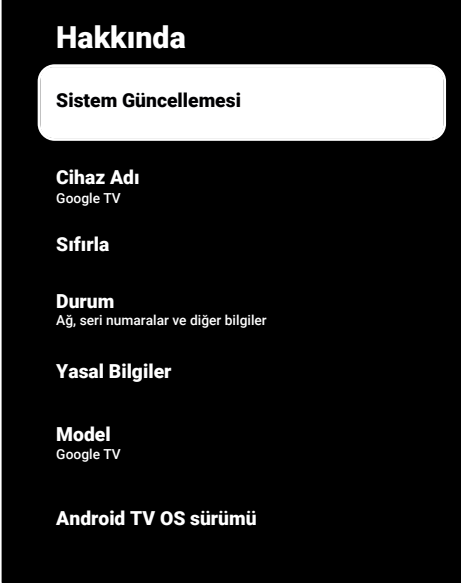 Hakkında
Sistem Güncellemesi
Cihaz Adı
Google TV
Sıfırla
Durum
Ağ, seri numaralar ve diğer bilgiler
Yasal Bilgiler
Model
Google TV
Android TV OS sürümü